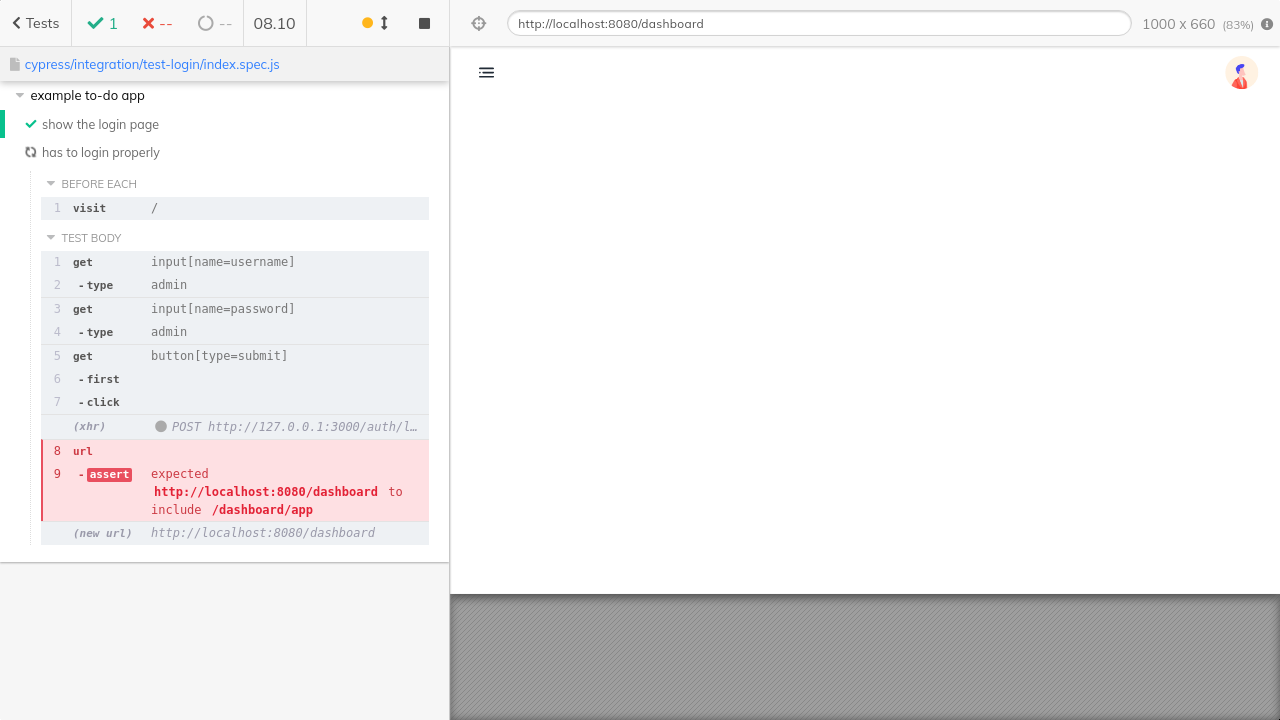 Tests
1
--
--
08.10
http://localhost:8080/dashboard
1000 x 660 (83%)
cypress/integration/test-login/index.spec.js
example to-do app
show the login page
has to login properly
BEFORE EACH
1 visit /
TEST BODY
1 get input[name=username]
2 -type admin
3 get input[name=password]
4 -type admin
5 get button[type=submit]
6 -first
7 -click
(xhr) POST http://127.0.0.1:3000/auth/l…
8 url
9 -assert expected
http://localhost:8080/dashboard to
include /dashboard/app
(new url) http://localhost:8080/dashboard